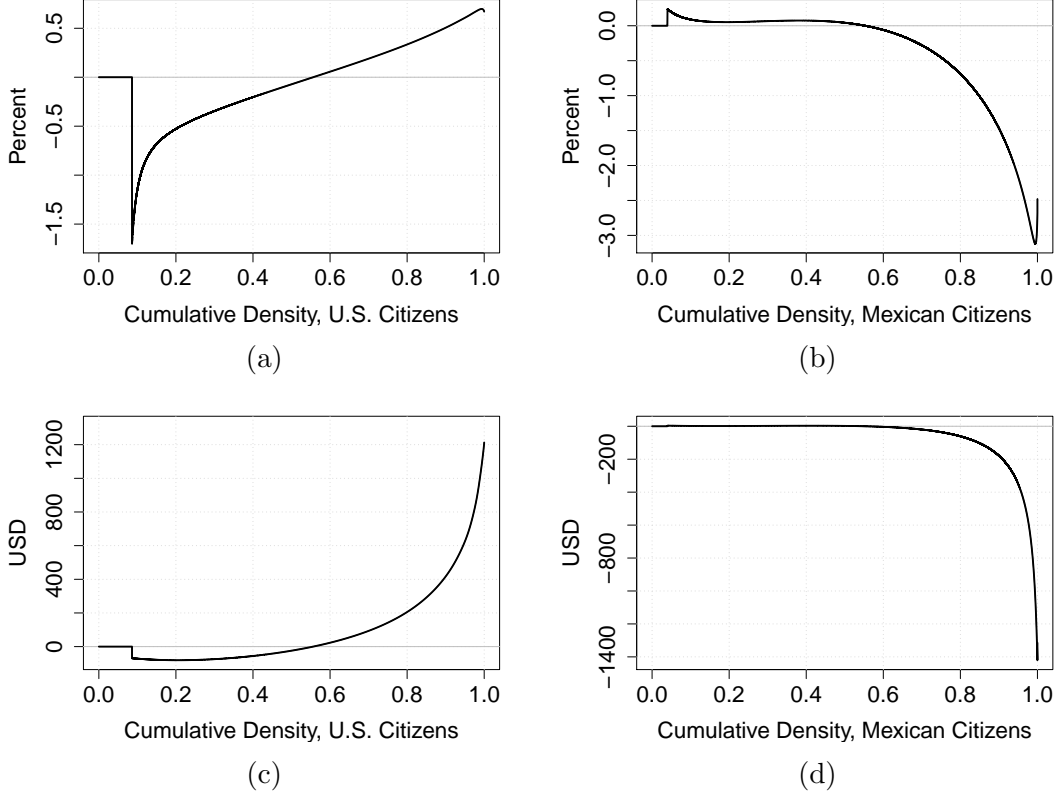 0.5
−0.5
−1.5
Percent
0.0 0.2 0.4 0.6 0.8 1.0
Cumulative Density, U.S. Citizens
(a)
0.0
−1.0
−2.0
−3.0
Percent
0.0 0.2 0.4 0.6 0.8 1.0
Cumulative Density, Mexican Citizens
(b)
1200
800
400
0
USD
0.0 0.2 0.4 0.6 0.8 1.0
Cumulative Density, U.S. Citizens
(c)
−200
−800
−1400
USD
0.0 0.2 0.4 0.6 0.8 1.0
Cumulative Density, Mexican Citizens
(d)